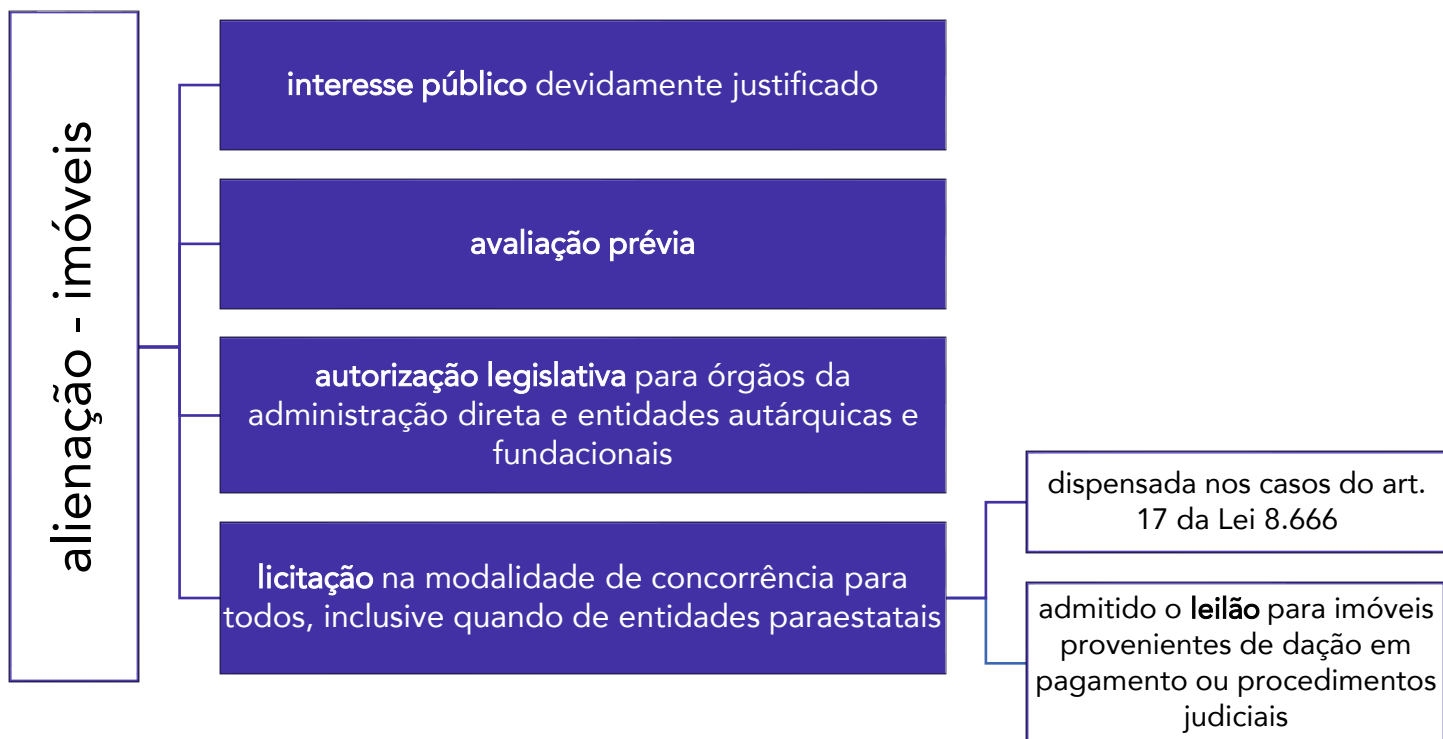 alienação - imóveis
interesse público devidamente justificado
avaliação prévia
autorização legislativa para órgãos da
administração direta e entidades autárquicas e
fundacionais
licitação na modalidade de concorrência para
todos, inclusive quando de entidades paraestatais
dispensada nos casos do art.
17 da Lei 8.666
admitido o leilão para imóveis
provenientes de dação em
pagamento ou procedimentos
judiciais